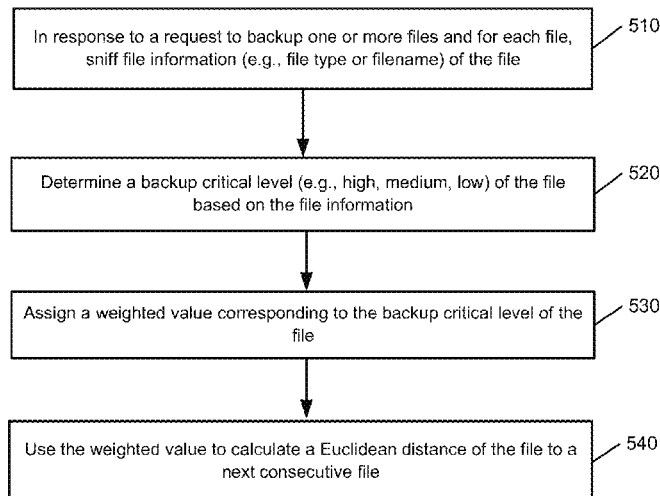 In response to a request to backup one or more files and for each file,
sniff file information (e.g., file type or filename) of the file
510
Determine a backup critical level (e.g., high, medium, low) of the file
based on the file information
520
Assign a weighted value corresponding to the backup critical level of the
file
530
Use the weighted value to calculate a Euclidean distance of the file to a
next consecutive file
540